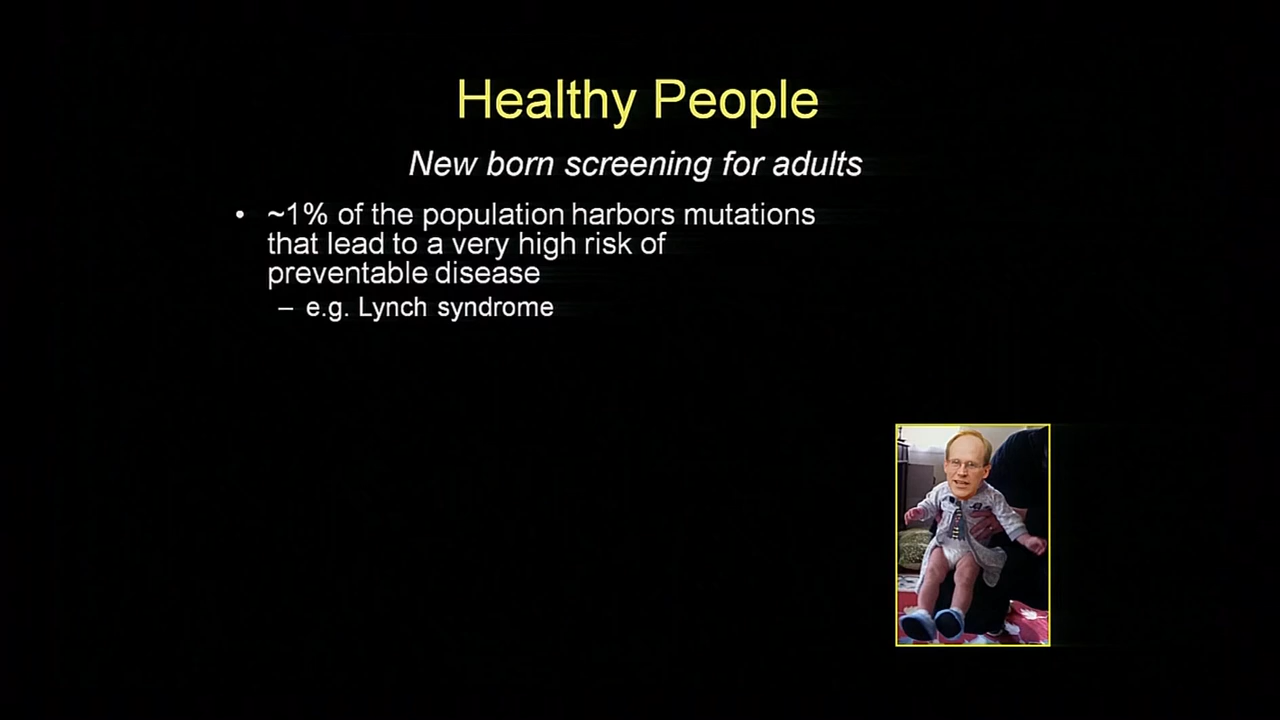 Healthy People
New born screening for adults
• ~1% of the population harbors mutations
that lead to a very high risk of
preventable disease
– e.g. Lynch syndrome